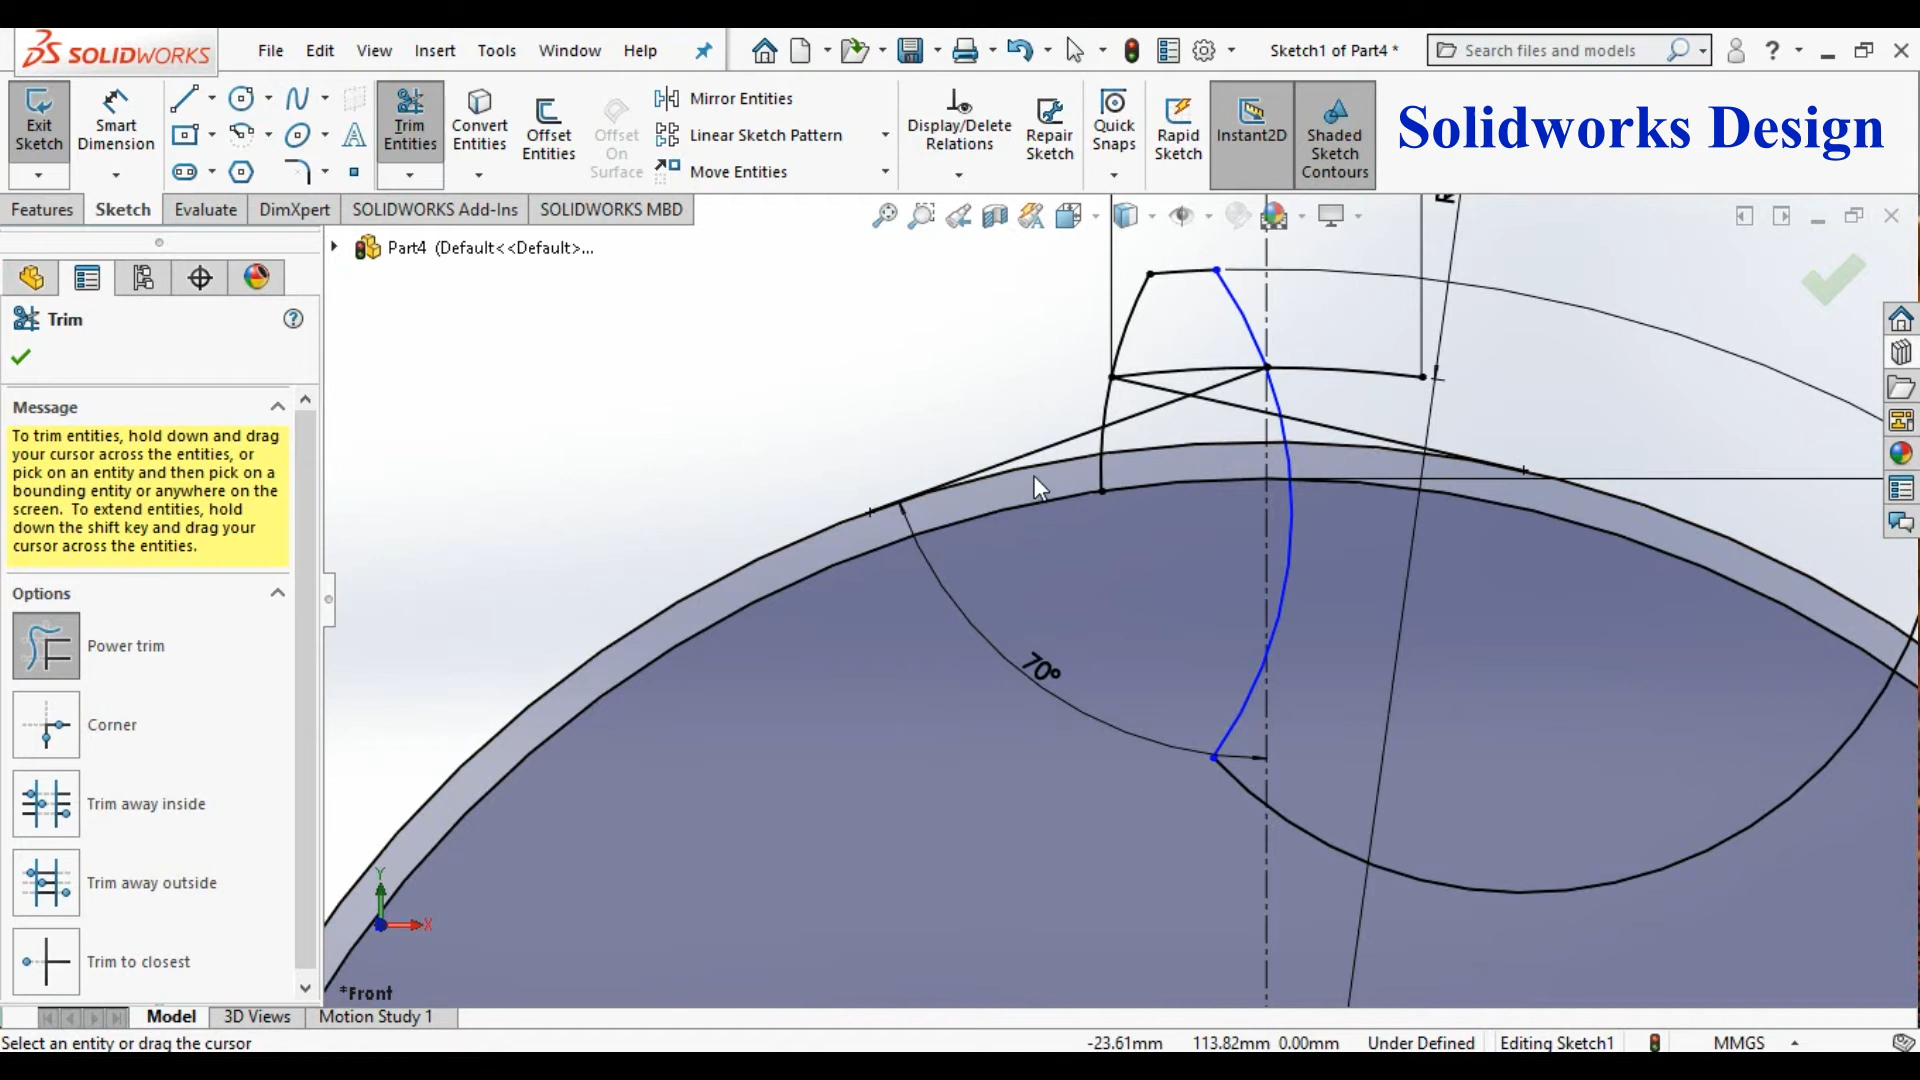 SOLIDWORKS File Edit View Insert Tools Window Help Sketch1 of Part4 * Search files and models ?
Exit Sketch
Smart Dimension
Trim Entities
Convert Entities
Offset Entities
Offset On Surface
Mirror Entities
Linear Sketch Pattern
Move Entities
Display/Delete Relations
Repair Sketch
Quick Snaps
Rapid Sketch
Instant2D
Shaded Sketch Contours
Solidworks Design
Features Sketch Evaluate DimXpert SOLIDWORKS Add-Ins SOLIDWORKS MBD
Part4 (Default<<Default>...
R
Trim
Message
To trim entities, hold down and drag
your cursor across the entities, or
pick on an entity and then pick on a
bounding entity or anywhere on the
screen. To extend entities, hold
down the shift key and drag your
cursor across the entities.
Options
Power trim
Corner
Trim away inside
Trim away outside
Trim to closest
70°
Y
X
*Front
Model 3D Views Motion Study 1
Select an entity or drag the cursor -23.61mm 113.82mm 0.00mm Under Defined Editing Sketch1 MMGS